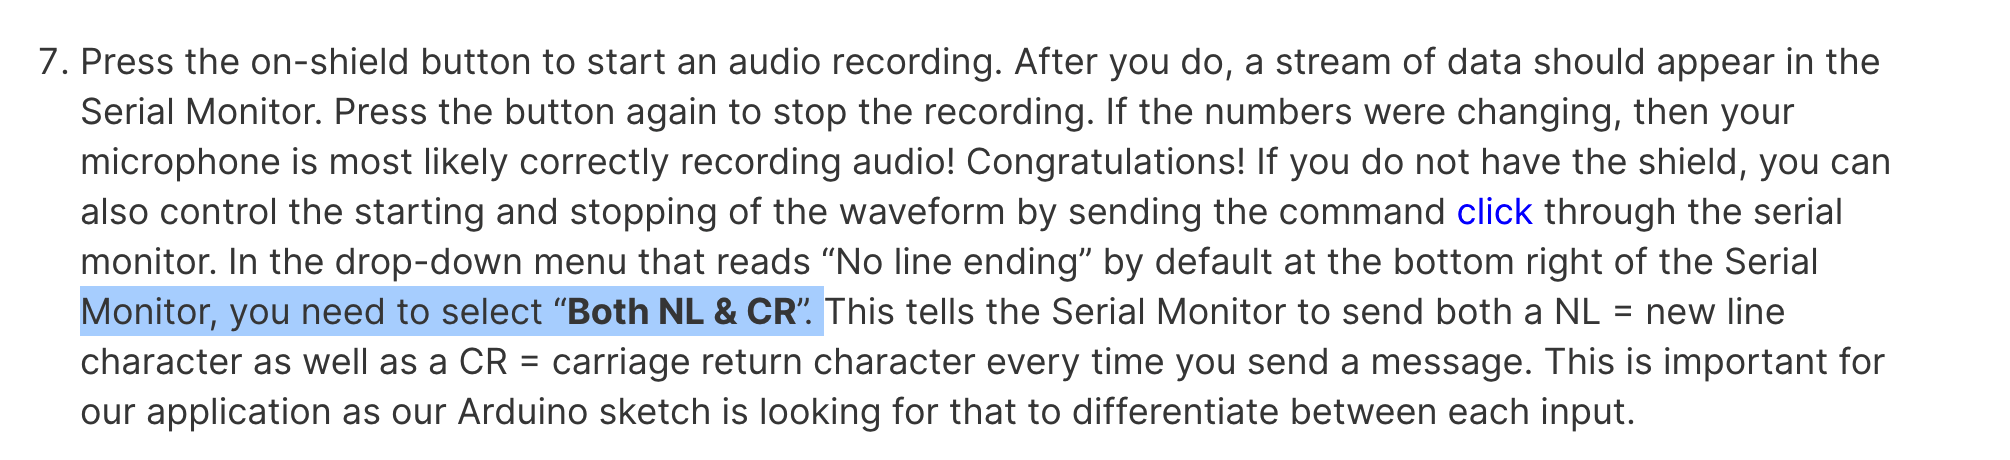 7. Press the on-shield button to start an audio recording. After you do, a stream of data should appear in the
Serial Monitor. Press the button again to stop the recording. If the numbers were changing, then your
microphone is most likely correctly recording audio! Congratulations! If you do not have the shield, you can
also control the starting and stopping of the waveform by sending the command click through the serial
monitor. In the drop-down menu that reads “No line ending” by default at the bottom right of the Serial
Monitor, you need to select “Both NL & CR”. This tells the Serial Monitor to send both a NL = new line
character as well as a CR = carriage return character every time you send a message. This is important for
our application as our Arduino sketch is looking for that to differentiate between each input.